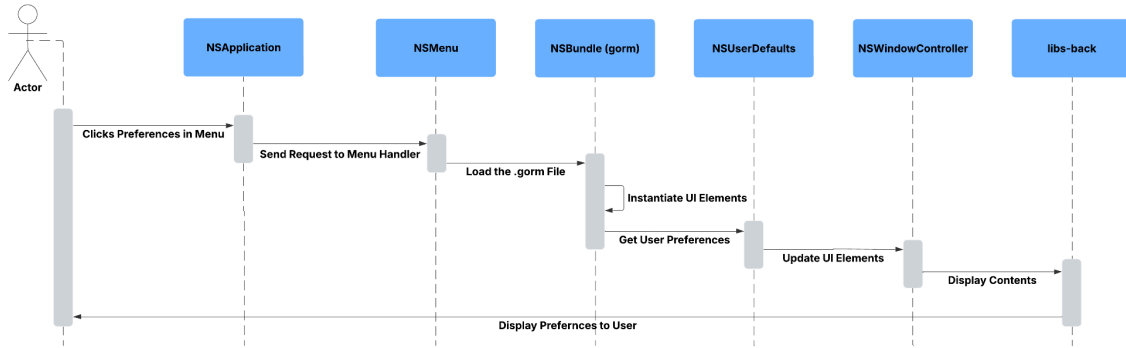 NSApplication
NSMenu
NSBundle (gorm)
NSUserDefaults
NSWindowController
libs-back
Actor
Clicks Preferences in Menu
Send Request to Menu Handler
Load the .gorm File
Instantiate UI Elements
Get User Preferences
Update UI Elements
Display Contents
Display Prefernces to User